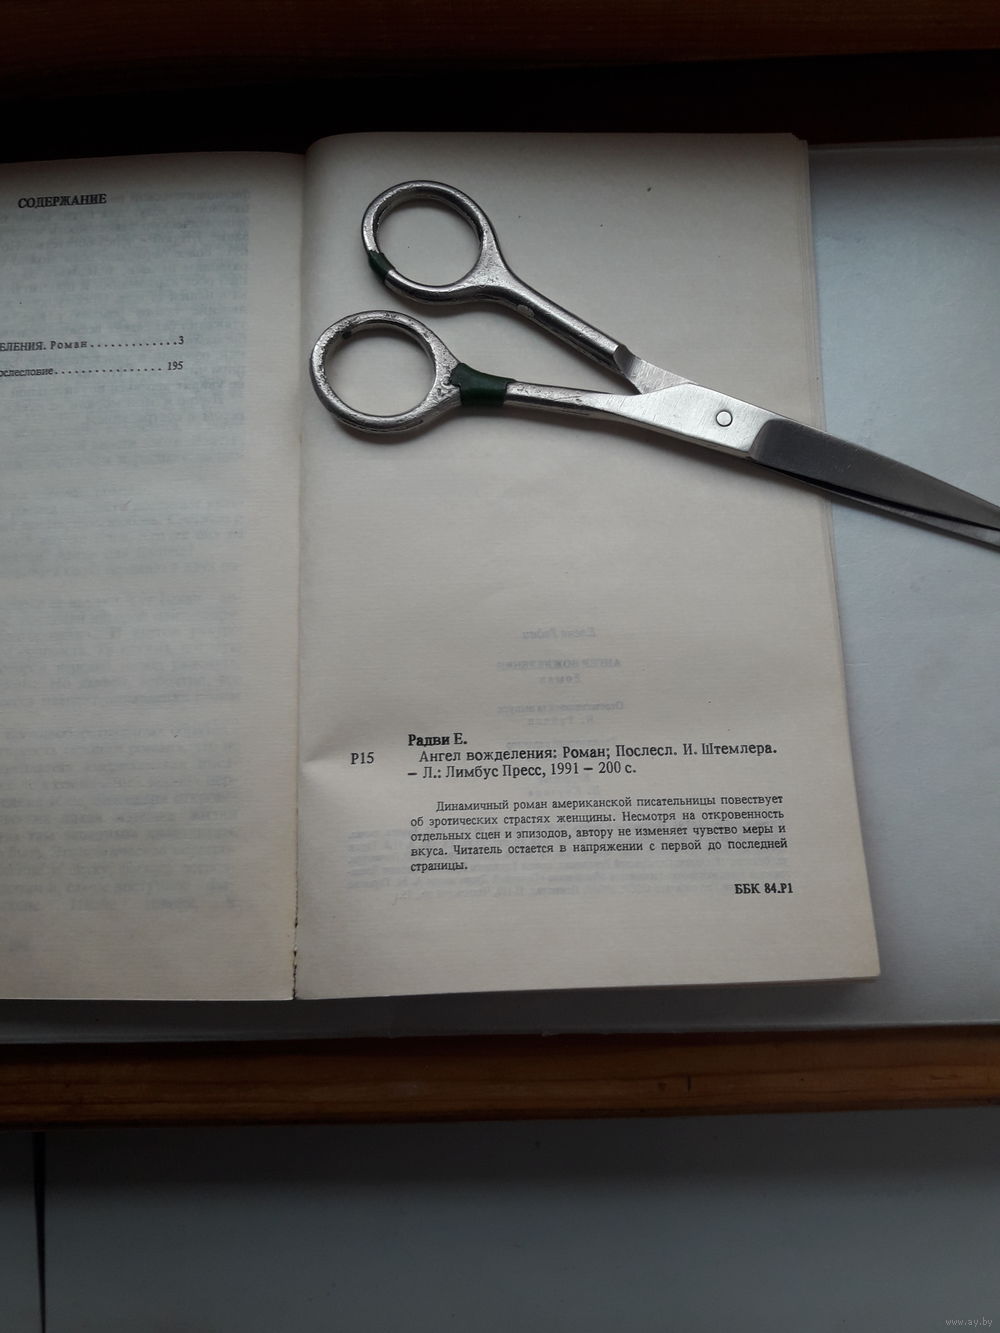 СОДЕРЖАНИЕ
ЕЛЕНИЯ. Роман.............3
ослесловие................ 195
Радви Е.
Р15 Ангел вожделения: Роман; Послесл. И. Штемлера.
– Л.: Лимбус Пресс, 1991 – 200 с.
Динамичный роман американской писательницы повествует
об эротических страстях женщины. Несмотря на откровенность
отдельных сцен и эпизодов, автору не изменяет чувство меры и
вкуса. Читатель остается в напряжении с первой до последней
страницы.
ББК 84.Р1
www.ay.by